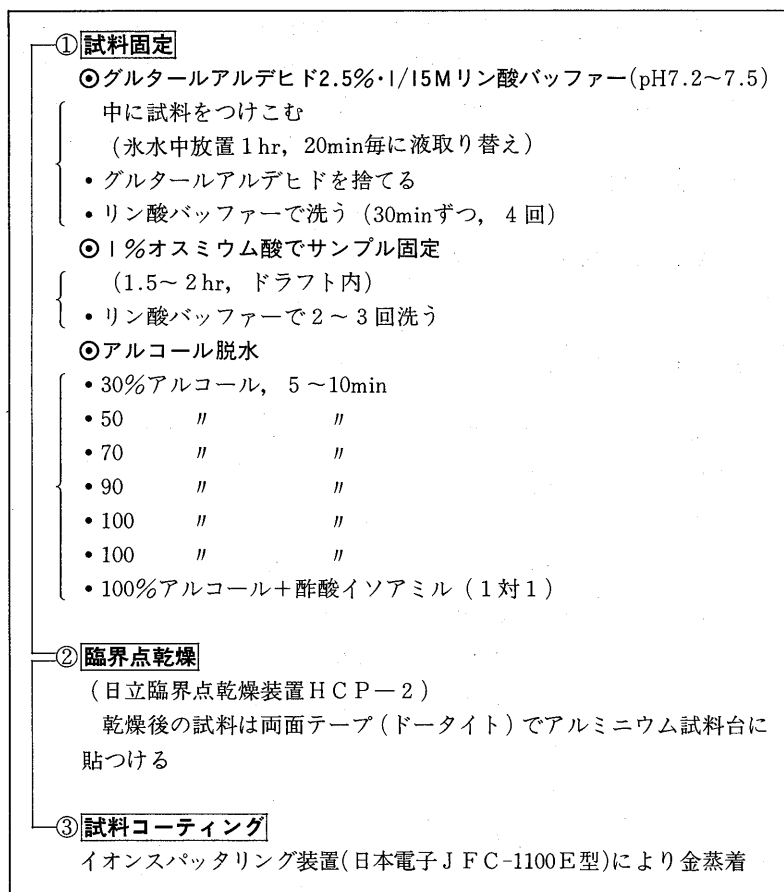 ①試料固定
◉グルタールアルデヒド2.5%・1/15Mリン酸バッファー(pH7.2〜7.5)
中に試料をつけこむ
(氷水中放置1hr, 20min毎に液取り替え)
・グルタールアルデヒドを捨てる
・リン酸バッファーで洗う(30minずつ, 4回)
◉1%オスミウム酸でサンプル固定
(1.5〜2hr, ドラフト内)
・リン酸バッファーで2〜3回洗う
◉アルコール脱水
・30%アルコール, 5〜10min
・50 〃 〃
・70 〃 〃
・90 〃 〃
・100 〃 〃
・100 〃 〃
・100%アルコール+酢酸イソアミル(1対1)
②臨界点乾燥
(日立臨界点乾燥装置HCP―2)
乾燥後の試料は両面テープ(ドータイト)でアルミニウム試料台に
貼つける
③試料コーティング
イオンスパッタリング装置(日本電子JFC-1100E型)により金蒸着